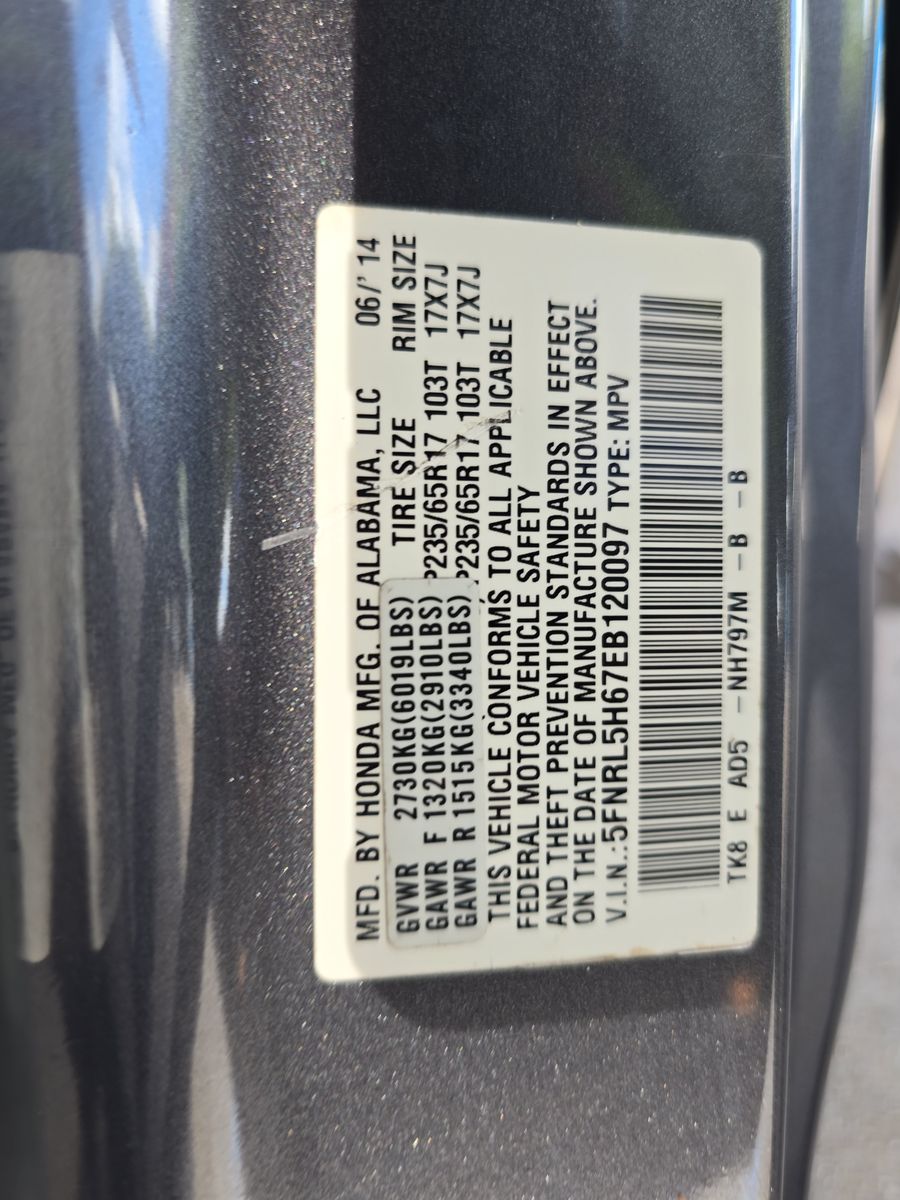 MFD. BY HONDA MFG. OF ALABAMA, LLC 06/' 14
GVWR 2730KG(6019LBS) TIRE SIZE RIM SIZE
GAWR F 1320KG(2910LBS) P235/65R17 103T 17X7J
GAWR R 1515KG(3340LBS) P235/65R17 103T 17X7J
THIS VEHICLE CONFORMS TO ALL APPLICABLE
FEDERAL MOTOR VEHICLE SAFETY
AND THEFT PREVENTION STANDARDS IN EFFECT
ON THE DATE OF MANUFACTURE SHOWN ABOVE.
V.I.N.:5FNRL5H67EB120097 TYPE: MPV
TK8 E AD5 -NH797M -B -B